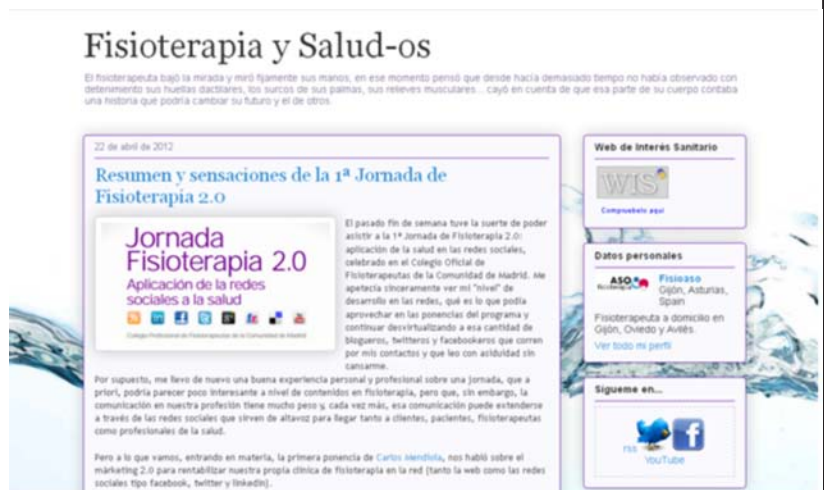 Fisioterapia y Salud-os
El fisioterapeuta bajó la mirada y miró fijamente sus manos, en ese momento pensó que desde hacía demasiado tiempo no había observado con
detenimiento sus huellas dactilares, los surcos de sus palmas, sus relieves musculares... cayó en cuenta de que esa parte de su cuerpo contaba
una historia que podría cambiar su futuro y el de otros.
22 de abril de 2012
Resumen y sensaciones de la 1ª Jornada de
Fisioterapia 2.0
Jornada
Fisioterapia 2.0
Aplicación de la redes
sociales a la salud
Colegio Profesional de Fisioterapeutas de la Comunidad de Madrid
El pasado fin de semana tuve la suerte de poder
asistir a la 1ª Jornada de Fisioterapia 2.0:
aplicación de la salud en las redes sociales,
celebrado en el Colegio Oficial de
Fisioterapeutas de la Comunidad de Madrid. Me
apetecía sinceramente ver mi "nivel" de
desarrollo en las redes, qué es lo que podía
aprovechar en las ponencias del programa y
continuar desvirtualizando a esa cantidad de
blogueros, twitteros y facebookeros que corren
por mis contactos y que leo con asiduidad sin
cansarme.
Por supuesto, me llevo de nuevo una buena experiencia personal y profesional sobre una jornada, que a
priori, podría parecer poco interesante a nivel de contenidos en fisioterapia, pero que, sin embargo, la
comunicación en nuestra profesión tiene mucho peso y, cada vez más, esa comunicación puede extenderse
a través de las redes sociales que sirven de altavoz para llegar tanto a clientes, pacientes, fisioterapeutas
como profesionales de la salud.
Pero a lo que vamos, entrando en materia, la primera ponencia de Carlos Mendiola, nos habló sobre el
márketing 2.0 para rentabilizar nuestra propia clínica de fisioterapia en la red (tanto la web como las redes
sociales tipo facebook, twitter y linkedin).
Web de Interés Sanitario
WIS
Compruebelo aquí
Datos personales
ASO
Fisioaso
Gijón, Asturias,
Spain
Fisioterapeuta a domicilio en
Gijón, Oviedo y Avilés.
Ver todo mi perfil
Sígueme en...
rss
YouTube